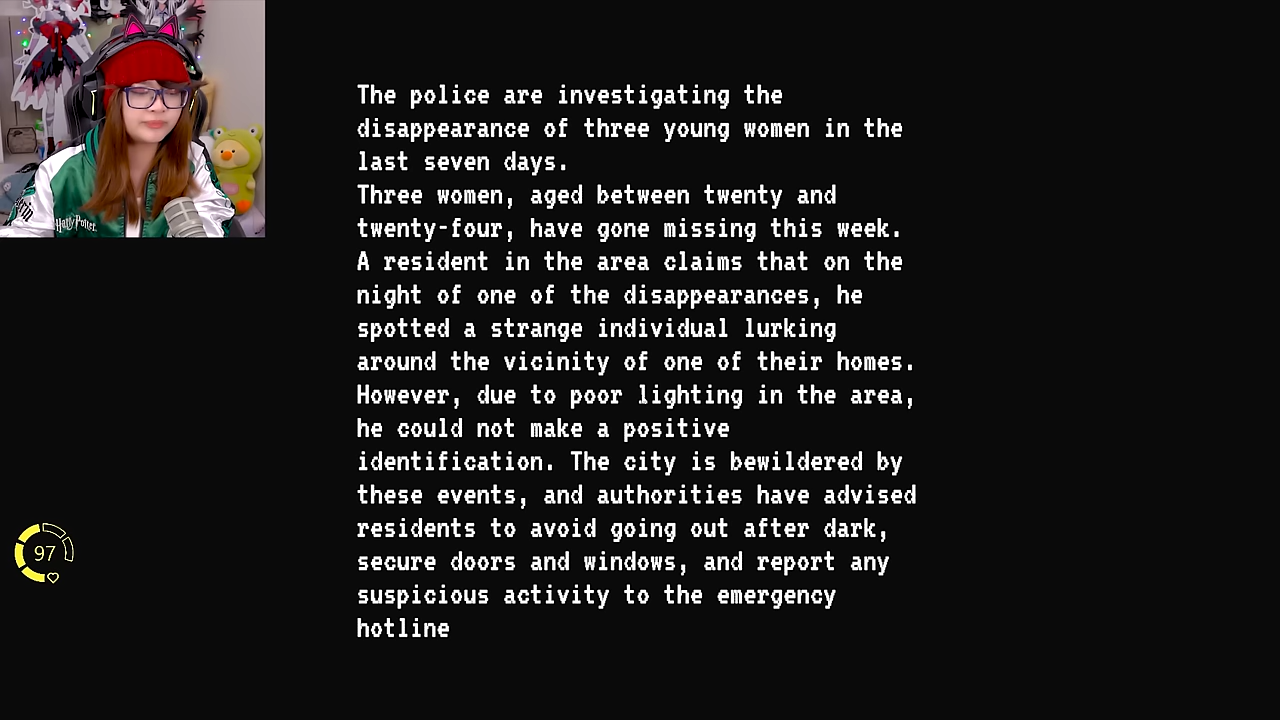 The police are investigating the
disappearance of three young women in the
last seven days.
Three women, aged between twenty and
twenty-four, have gone missing this week.
A resident in the area claims that on the
night of one of the disappearances, he
spotted a strange individual lurking
around the vicinity of one of their homes.
However, due to poor lighting in the area,
he could not make a positive
identification. The city is bewildered by
these events, and authorities have advised
residents to avoid going out after dark,
secure doors and windows, and report any
suspicious activity to the emergency
hotline
Harry Potter
97